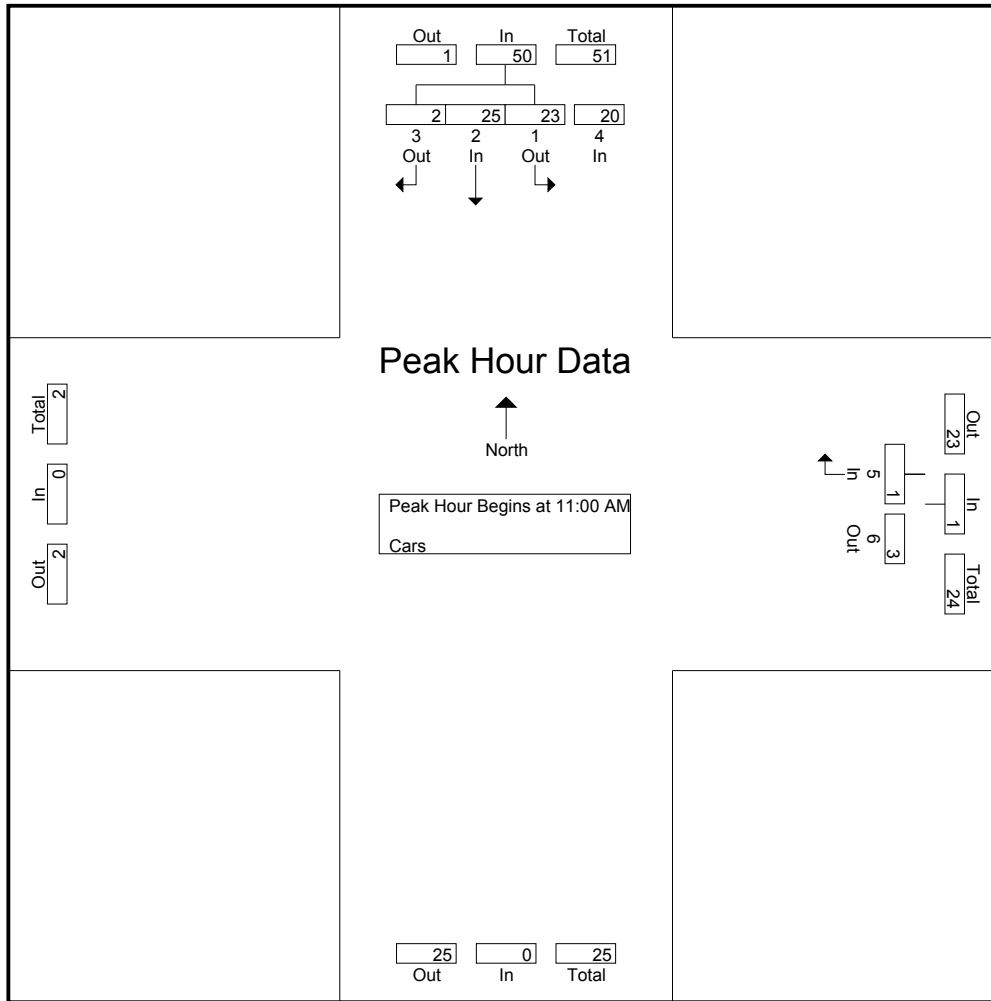 Out In Total
1 50 51
2 25 23 20
3 2 1 4
Out In Out In
Peak Hour Data
North
Peak Hour Begins at 11:00 AM
Cars
Total 2
In 0
Out 2
Out 23
In 1
Total 24
5 In 1
6 Out 3
25 0 25
Out In Total